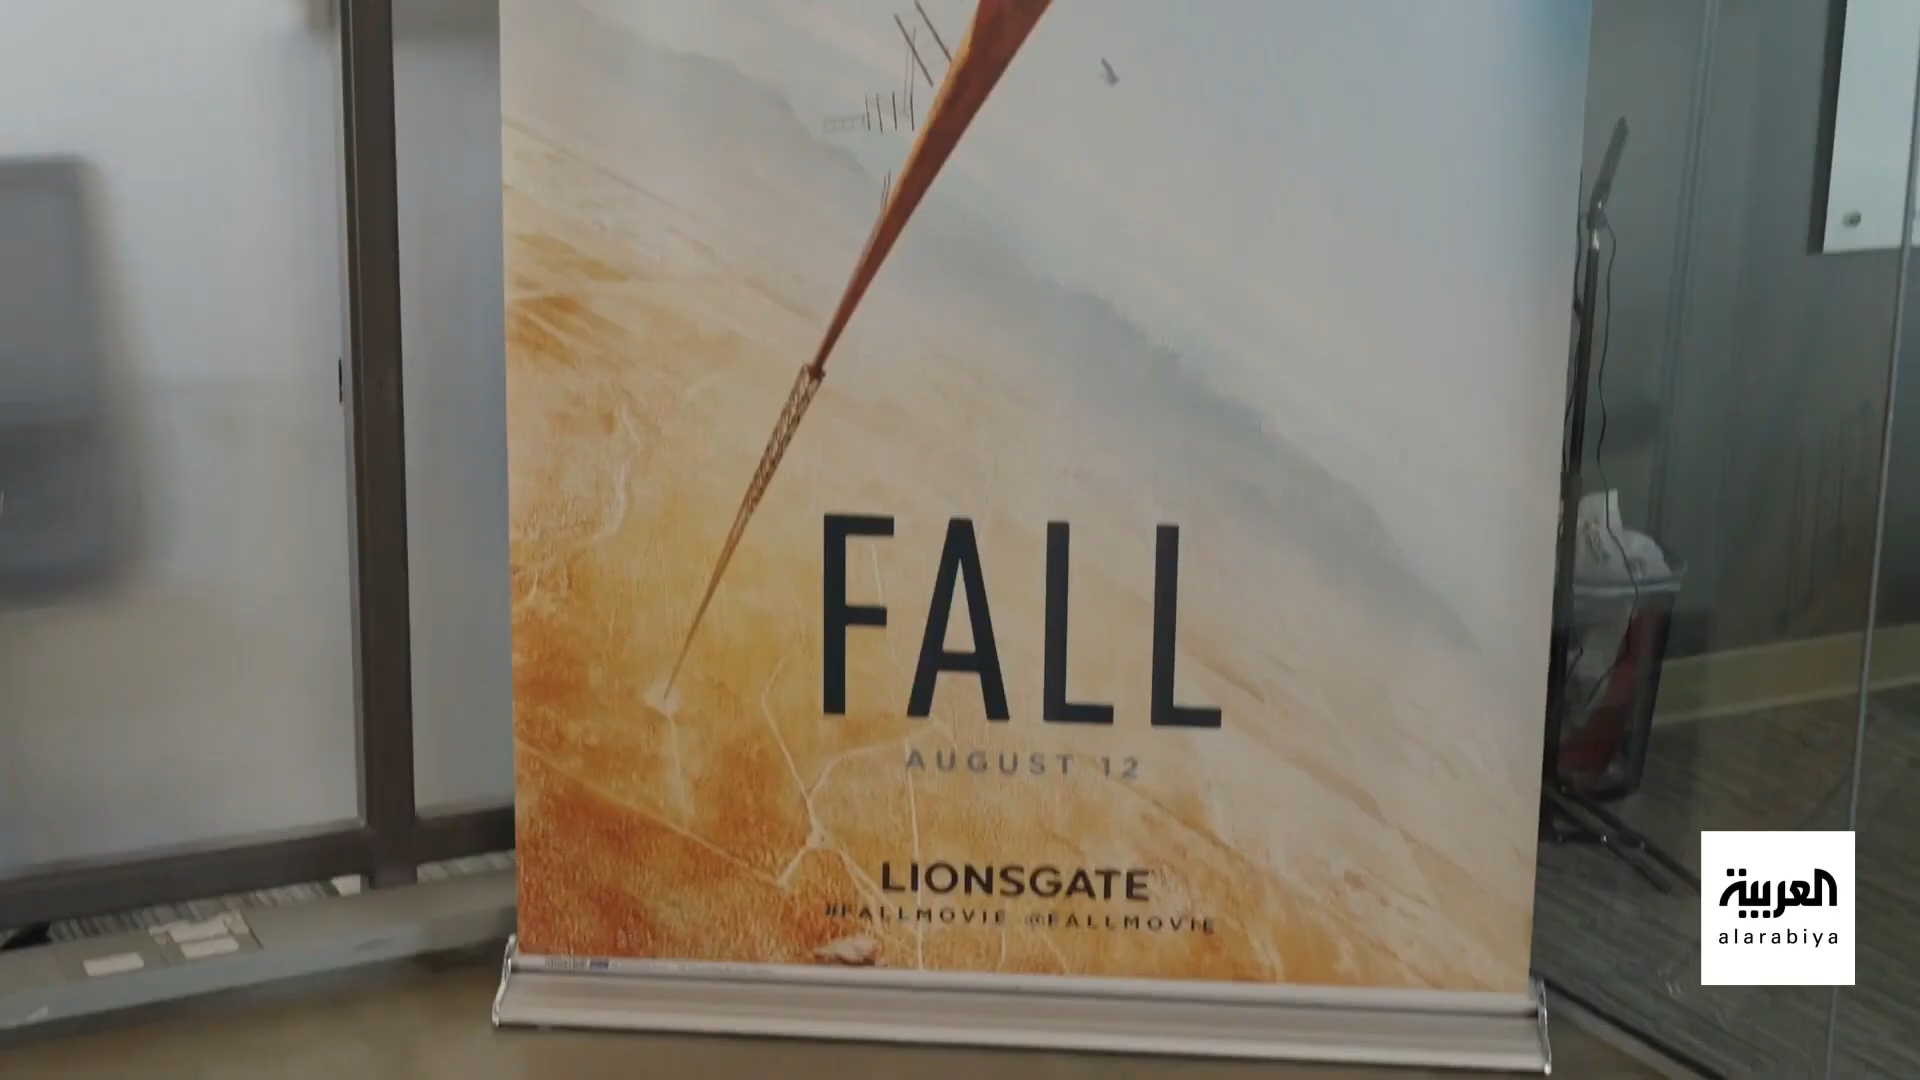 FALL
AUGUST 12
LIONSGATE
#FALLMOVIE @FALLMOVIE
العربية
alarabiya